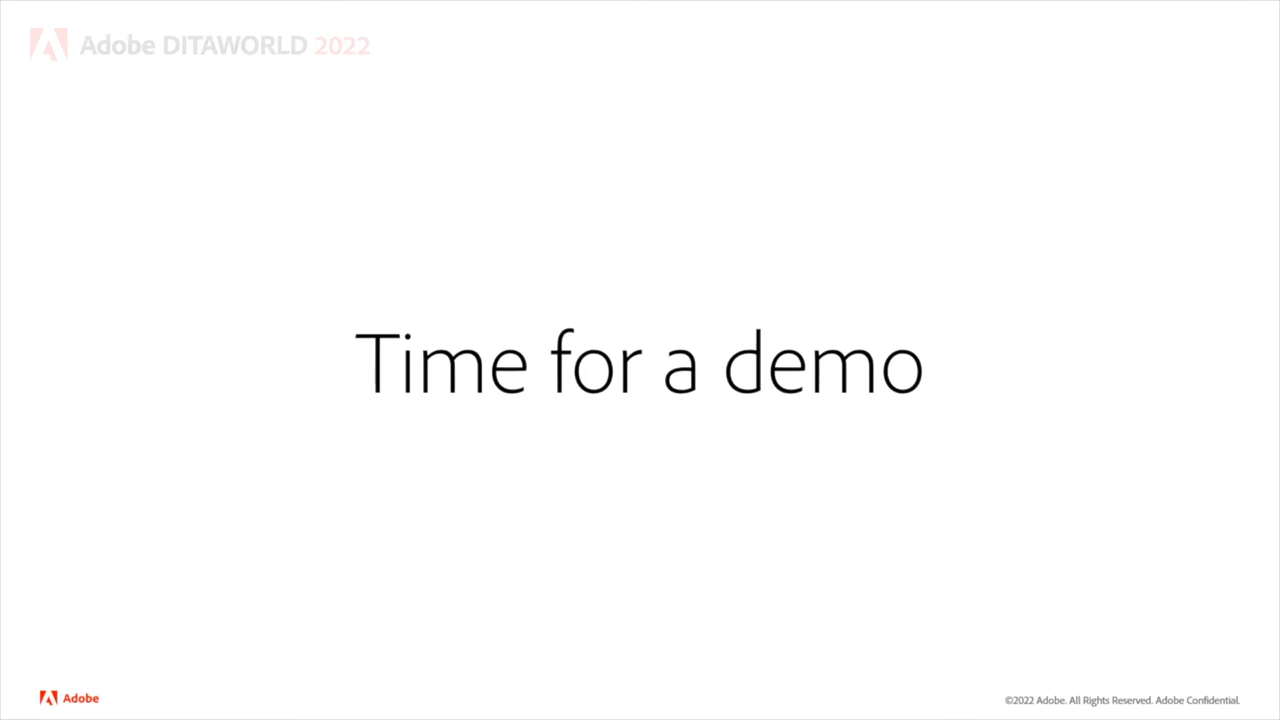 Adobe DITAWORLD 2022
Time for a demo
Adobe
©2022 Adobe. All Rights Reserved. Adobe Confidential.